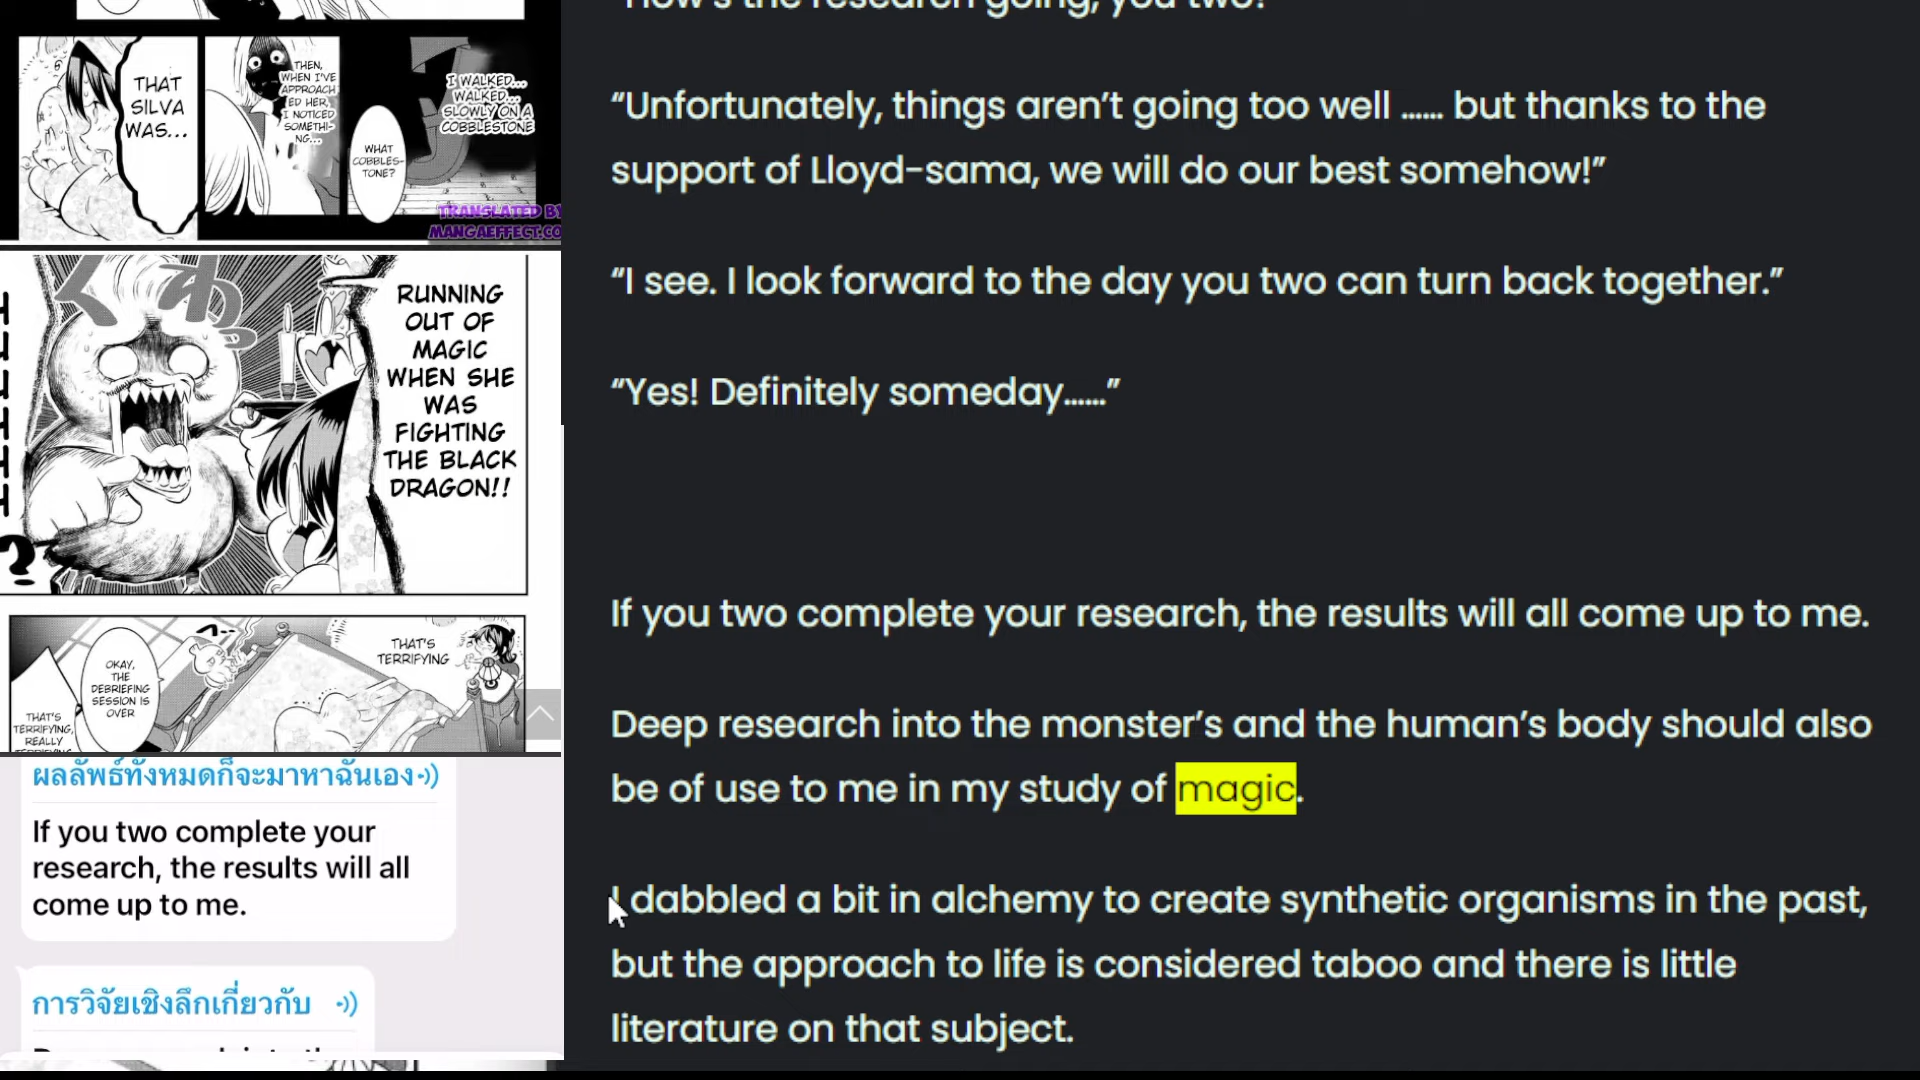 THAT
SILVA
WAS...
THEN,
WHEN I'VE
APPROACH
ED HER,
I NOTICED
SOMETHI-
NG...
WHAT
COBBLES-
TONE?
I WALKED...
WALKED...
SLOWLY ON A
COBBLESTONE
TRANSLATED BY
MANGAEFFECT.CO
RUNNING
OUT OF
MAGIC
WHEN SHE
WAS
FIGHTING
THE BLACK
DRAGON!!
THAT'S
TERRIFYING
OKAY,
THE
DEBRIEFING
SESSION IS
OVER
THAT'S
TERRIFYING,
REALLY
ผลลัพธ์ทั้งหมดก็จะมาหาฉันเอง
If you two complete your
research, the results will all
come up to me.
การวิจัยเชิงลึกเกี่ยวกับ
“How's the research going, you two?
“Unfortunately, things aren’t going too well …… but thanks to the
support of Lloyd-sama, we will do our best somehow!”
“I see. I look forward to the day you two can turn back together.”
“Yes! Definitely someday……”
If you two complete your research, the results will all come up to me.
Deep research into the monster’s and the human’s body should also
be of use to me in my study of magic.
I dabbled a bit in alchemy to create synthetic organisms in the past,
but the approach to life is considered taboo and there is little
literature on that subject.